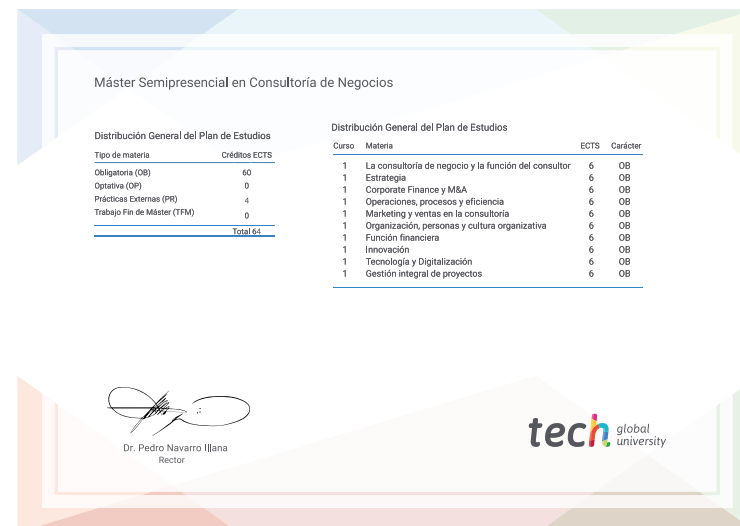 Máster Semipresencial en Consultoría de Negocios
Distribución General del Plan de Estudios
Tipo de materia Créditos ECTS
Obligatoria (OB) 60
Optativa (OP) 0
Prácticas Externas (PR) 4
Trabajo Fin de Máster (TFM) 0
Total 64
Distribución General del Plan de Estudios
Curso Materia ECTS Carácter
1 La consultoría de negocio y la función del consultor 6 OB
1 Estrategia 6 OB
1 Corporate Finance y M&A 6 OB
1 Operaciones, procesos y eficiencia 6 OB
1 Marketing y ventas en la consultoría 6 OB
1 Organización, personas y cultura organizativa 6 OB
1 Función financiera 6 OB
1 Innovación 6 OB
1 Tecnología y Digitalización 6 OB
1 Gestión integral de proyectos 6 OB
Dr. Pedro Navarro Illana
Rector
tech global
university